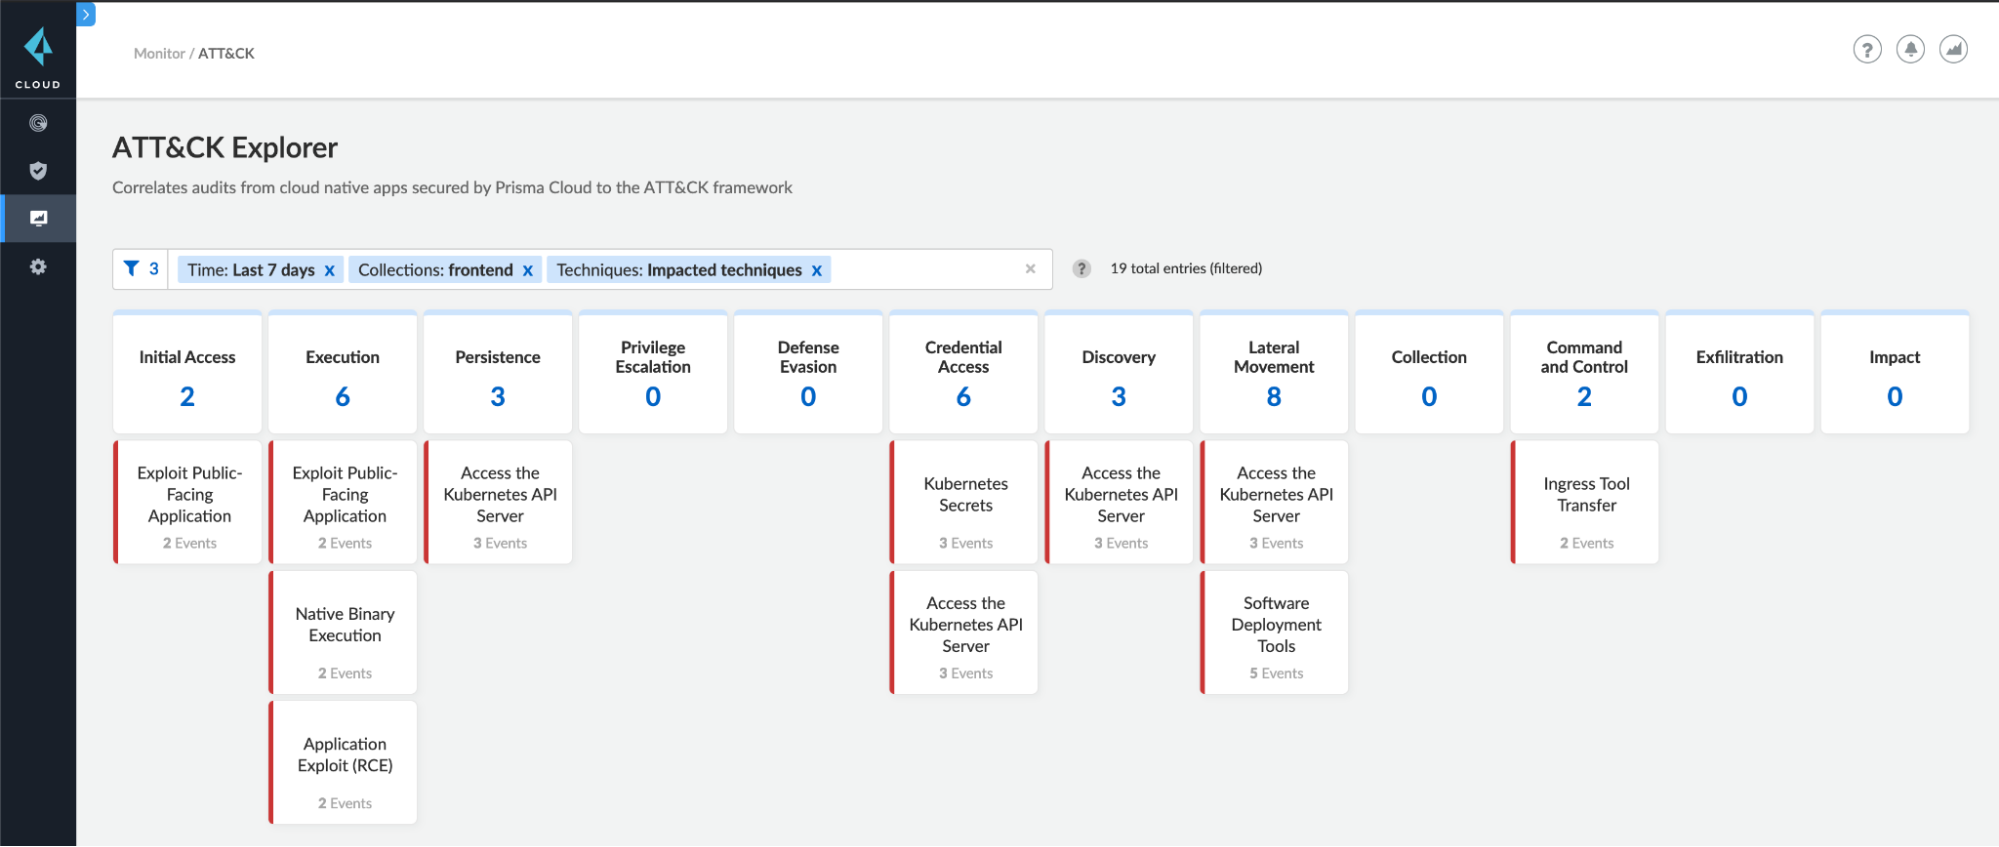 CLOUD
Monitor / ATT&CK
ATT&CK Explorer
Correlates audits from cloud native apps secured by Prisma Cloud to the ATT&CK framework
3
Time: Last 7 days x
Collections: frontend x
Techniques: Impacted techniques x
×
?
19 total entries (filtered)
Initial Access
2
Execution
6
Persistence
3
Privilege
Escalation
0
Defense
Evasion
0
Credential
Access
6
Discovery
3
Lateral
Movement
8
Collection
0
Command
and Control
2
Exfilitration
0
Impact
0
Exploit Public-
Facing
Application
2 Events
Exploit Public-
Facing
Application
2 Events
Access the
Kubernetes API
Server
3 Events
Kubernetes
Secrets
3 Events
Access the
Kubernetes API
Server
3 Events
Access the
Kubernetes API
Server
3 Events
Ingress Tool
Transfer
2 Events
Native Binary
Execution
2 Events
Access the
Kubernetes API
Server
3 Events
Software
Deployment
Tools
5 Events
Application
Exploit (RCE)
2 Events